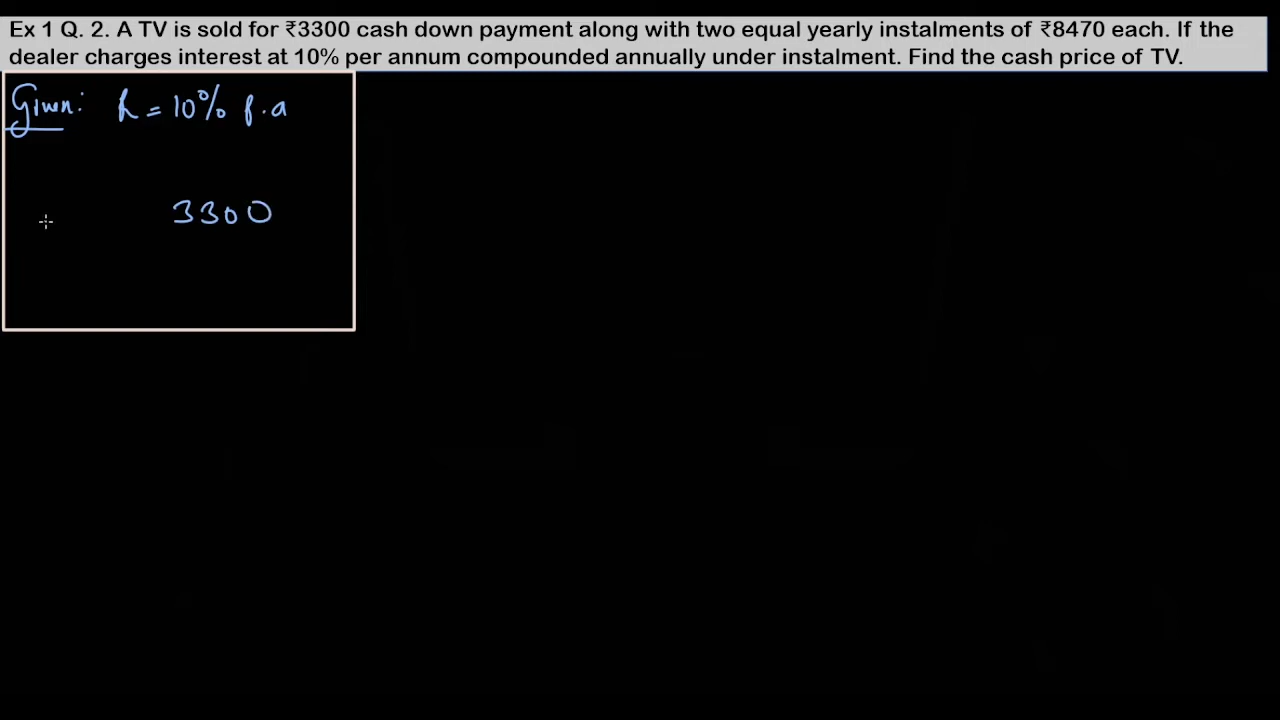 Ex 1 Q. 2. A TV is sold for ₹3300 cash down payment along with two equal yearly instalments of ₹8470 each. If the
dealer charges interest at 10% per annum compounded annually under instalment. Find the cash price of TV.
Given: r = 10% p.a
3300